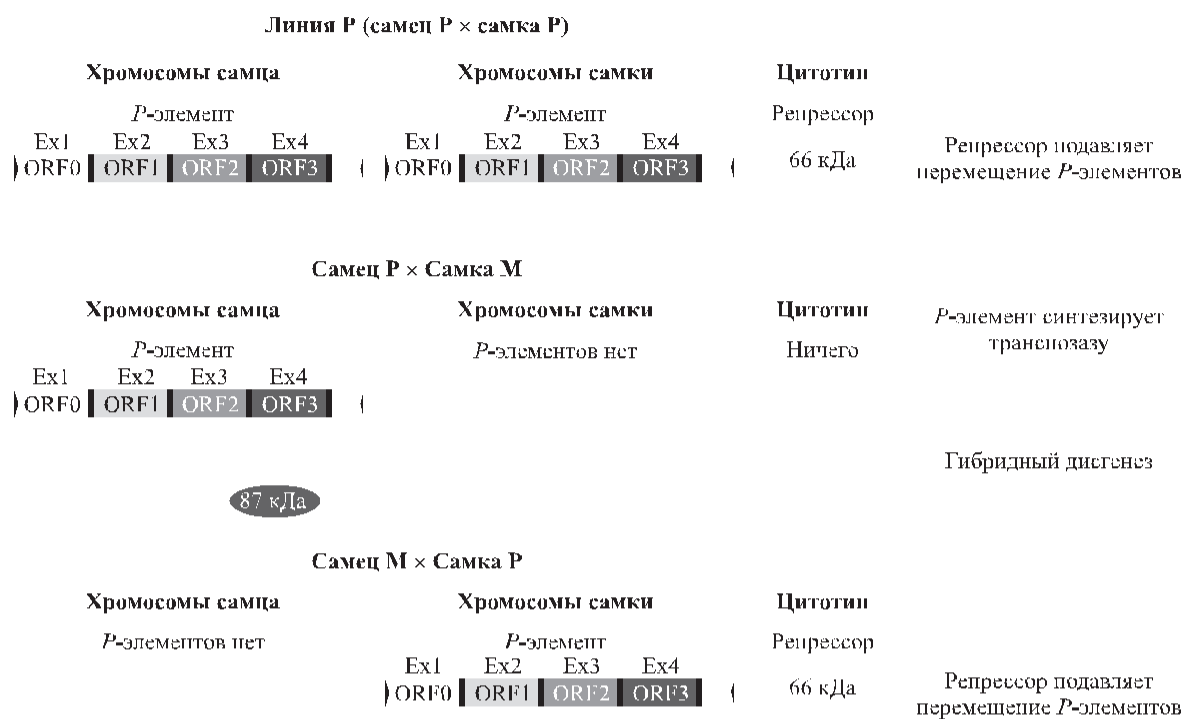 Линия P (самец P × самка P)
Хромосомы самца Хромосомы самки Цитотип
P-элемент P-элемент Репрессор
Ex1 Ex2 Ex3 Ex4 Ex1 Ex2 Ex3 Ex4
ORF0 ORF1 ORF2 ORF3 ORF0 ORF1 ORF2 ORF3 66 кДа
Репрессор подавляет
перемещение P-элементов
Самец P × Самка M
Хромосомы самца Хромосомы самки Цитотип
P-элемент P-элементов нет Ничего
Ex1 Ex2 Ex3 Ex4
ORF0 ORF1 ORF2 ORF3
P-элемент синтезирует
транспозазу
Гибридный дисгенез
87 кДа
Самец M × Самка P
Хромосомы самца Хромосомы самки Цитотип
P-элементов нет P-элемент Репрессор
Ex1 Ex2 Ex3 Ex4
ORF0 ORF1 ORF2 ORF3 66 кДа
Репрессор подавляет
перемещение P-элементов